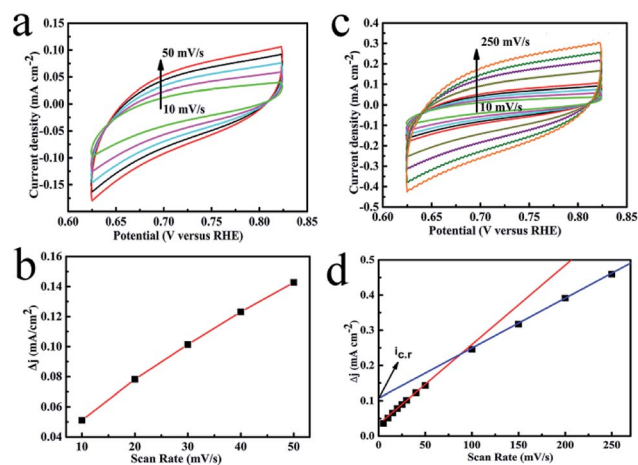 a
50 mV/s
10 mV/s
Current density (mA cm⁻²)
0.15
0.10
0.05
0.00
-0.05
-0.10
-0.15
0.60 0.65 0.70 0.75 0.80 0.85
Potential (V versus RHE)
c
250 mV/s
10 mV/s
Current density (mA cm⁻²)
0.4
0.3
0.2
0.1
0.0
-0.1
-0.2
-0.3
-0.4
-0.5
0.60 0.65 0.70 0.75 0.80 0.85
Potential (V versus RHE)
b
Δj (mA/cm²)
0.16
0.14
0.12
0.10
0.08
0.06
0.04
10 20 30 40 50
Scan Rate (mV/s)
d
i_c.r
Δj (mA cm⁻²)
0.5
0.4
0.3
0.2
0.1
0.0
0 50 100 150 200 250
Scan Rate (mV/s)